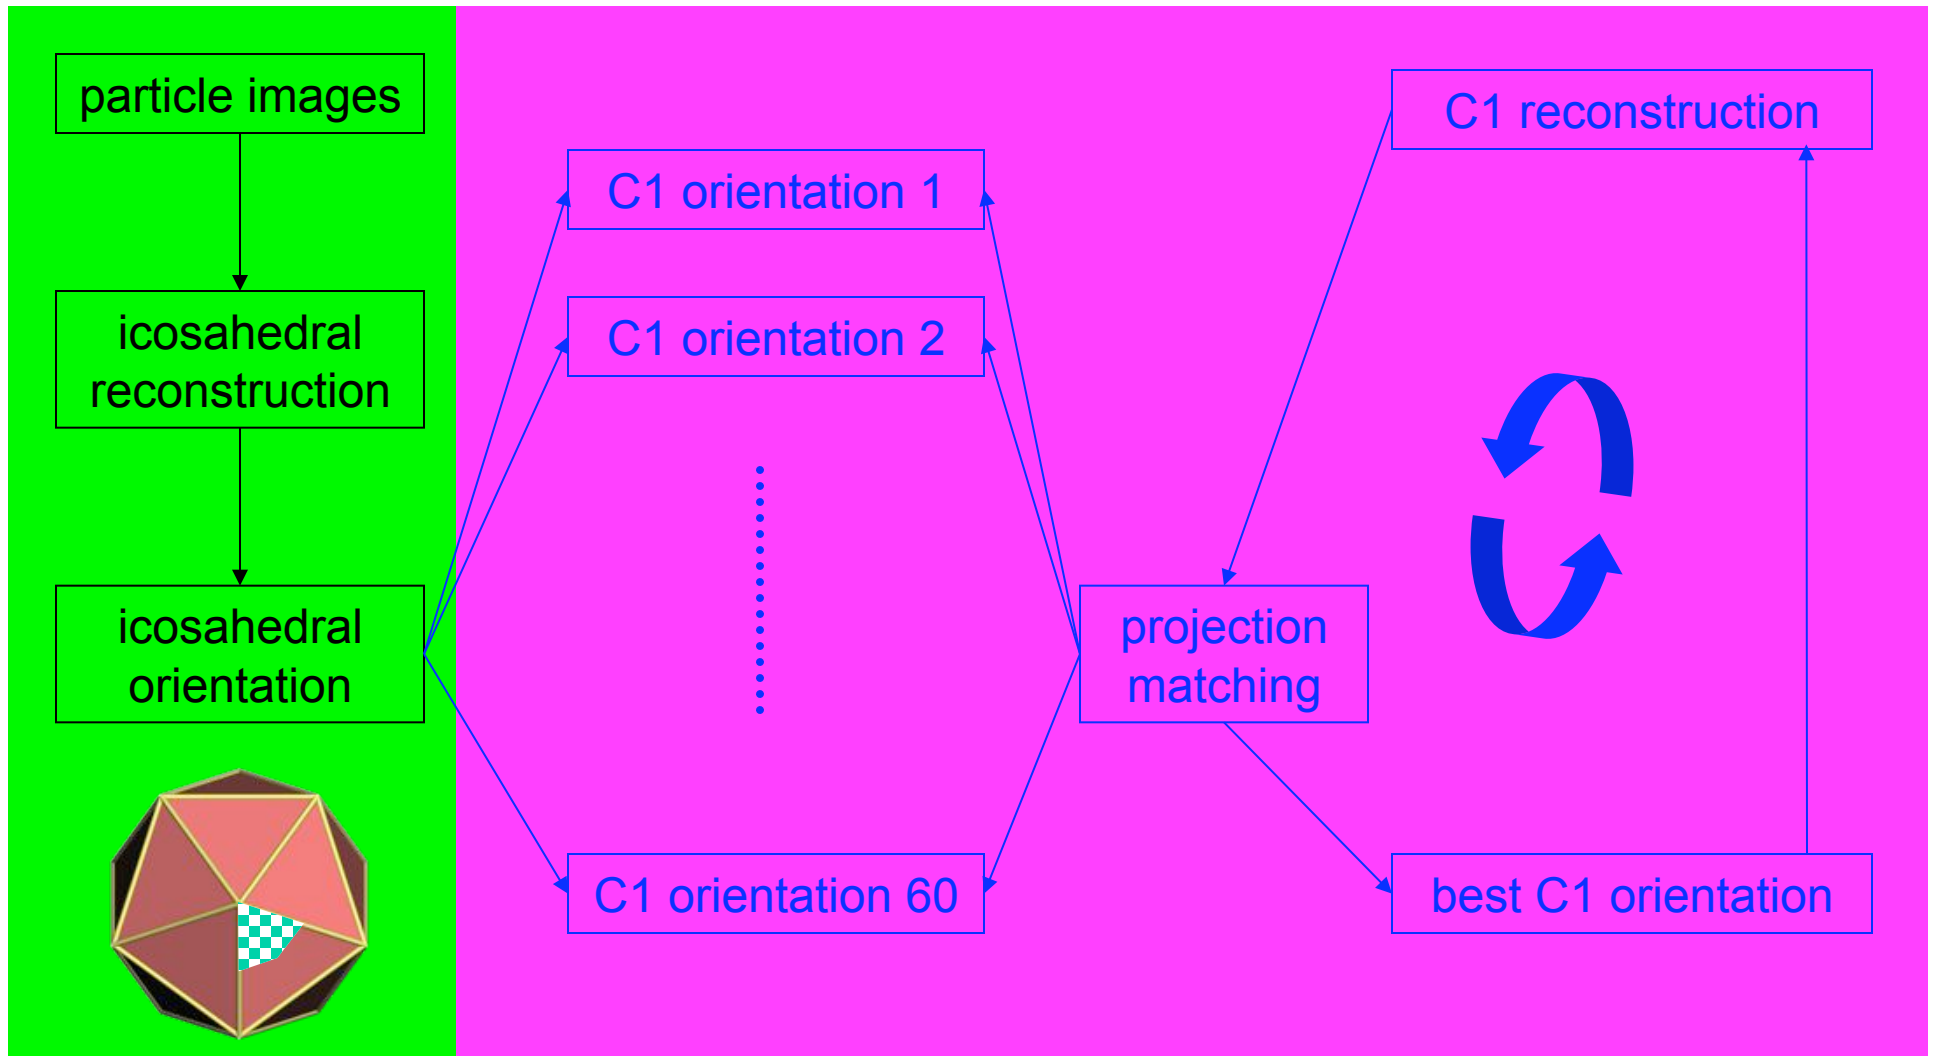 particle images
icosahedral
reconstruction
icosahedral
orientation
C1 orientation 1
C1 orientation 2
C1 orientation 60
projection
matching
C1 reconstruction
best C1 orientation